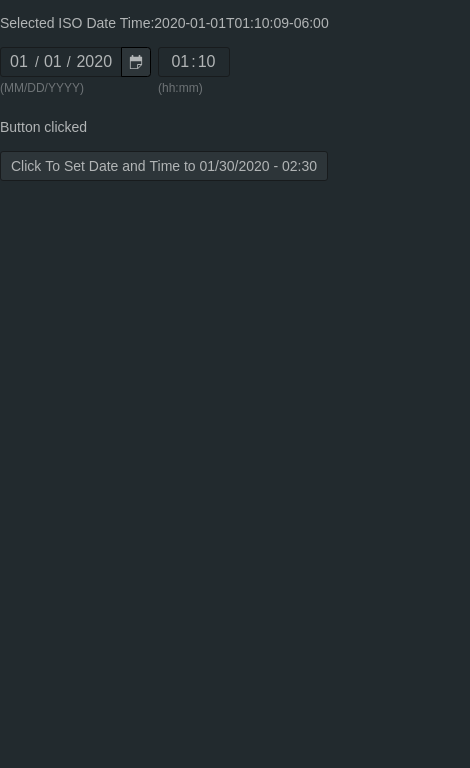 Selected ISO Date Time:2020-01-01T01:10:09-06:00
01 / 01 / 2020 01:10
(MM/DD/YYYY) (hh:mm)
Button clicked
Click To Set Date and Time to 01/30/2020 - 02:30